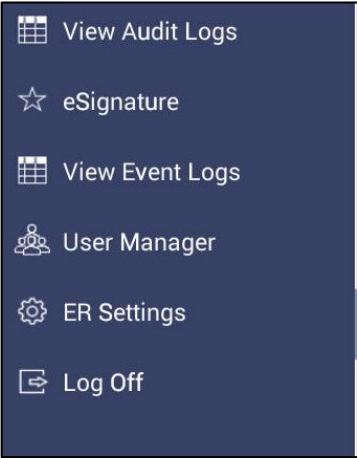 View Audit Logs
eSignature
View Event Logs
User Manager
ER Settings
Log Off